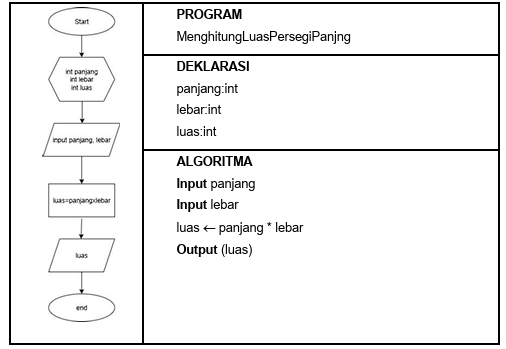 Start
int panjang
int lebar
int luas
input panjang, lebar
luas=panjangxlebar
luas
end
PROGRAM
MenghitungLuasPersegiPanjng
DEKLARASI
panjang:int
lebar:int
luas:int
ALGORITMA
Input panjang
Input lebar
luas ← panjang * lebar
Output (luas)